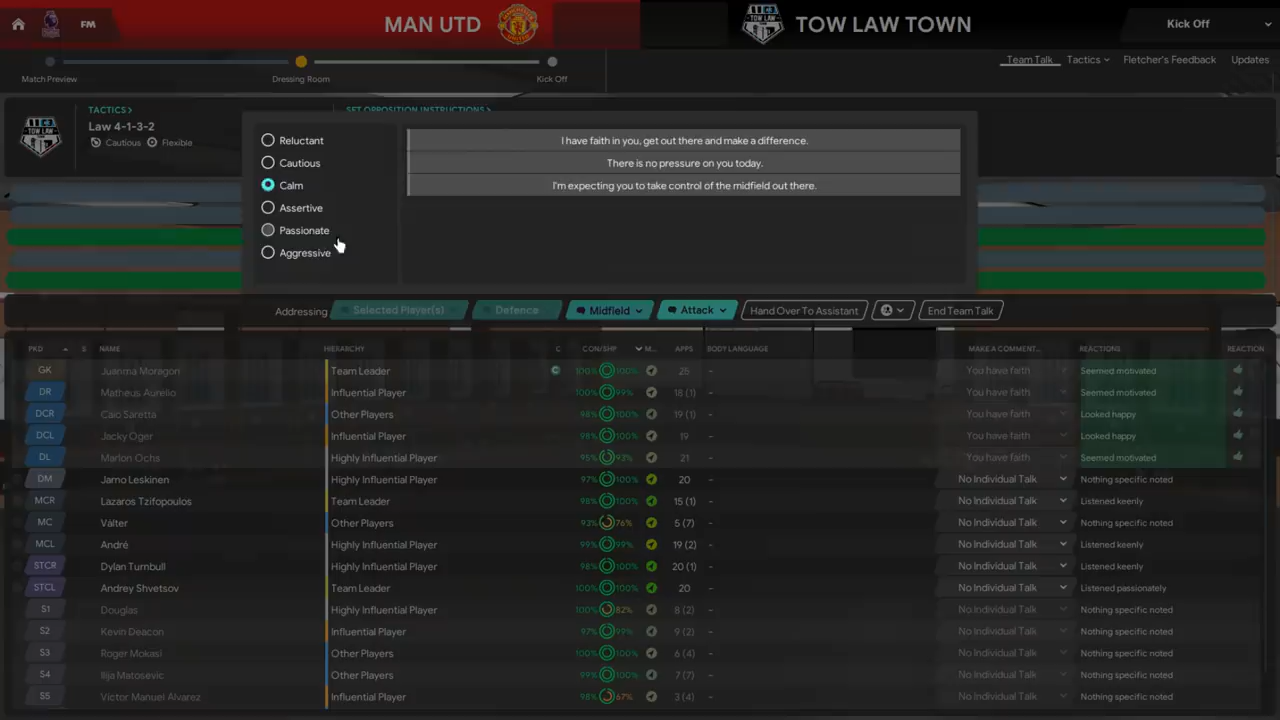 FM
MAN UTD
TOW LAW TOWN
Kick Off
Match Preview
Dressing Room
Kick Off
Team Talk
Tactics
Fletcher's Feedback
Updates
TOW LAW
TACTICS>
Law 4-1-3-2
Cautious Flexible
SET OPPOSITION INSTRUCTIONS>
Reluctant
Cautious
Calm
Assertive
Passionate
Aggressive
I have faith in you, get out there and make a difference.
There is no pressure on you today.
I'm expecting you to take control of the midfield out there.
Addressing Selected Player(s) Defence Midfield Attack Hand Over To Assistant End Team Talk
PKD S NAME HIERARCHY C CON/SHP M... APPS BODY LANGUAGE MAKE A COMMENT... REACTIONS REACTION
GK Juanma Moragon Team Leader C 100% 100% 25 - You have faith Seemed motivated
DR Matheus Aurelio Influential Player 100% 99% 18 (1) - You have faith Seemed motivated
DCR Caio Saretta Other Players 98% 100% 19 (1) - You have faith Looked happy
DCL Jacky Oger Influential Player 98% 100% 19 - You have faith Looked happy
DL Marlon Ochs Highly Influential Player 95% 93% 21 - You have faith Seemed motivated
DM Jarno Leskinen Highly Influential Player 97% 100% 20 - No Individual Talk Nothing specific noted
MCR Lazaros Tzifopoulos Team Leader 98% 100% 15 (1) - No Individual Talk Listened keenly
MC Válter Other Players 93% 76% 5 (7) - No Individual Talk Nothing specific noted
MCL André Highly Influential Player 99% 99% 19 (2) - No Individual Talk Listened keenly
STCR Dylan Turnbull Highly Influential Player 98% 100% 20 (1) - No Individual Talk Listened keenly
STCL Andrey Shvetsov Team Leader 100% 100% 20 - No Individual Talk Listened passionately
S1 Douglas Highly Influential Player 100% 82% 8 (2) - No Individual Talk Nothing specific noted
S2 Kevin Deacon Influential Player 97% 99% 9 (2) - No Individual Talk Nothing specific noted
S3 Roger Mokasi Other Players 100% 100% 6 (4) - No Individual Talk Nothing specific noted
S4 Ilija Matosevic Other Players 99% 100% 7 (7) - No Individual Talk Nothing specific noted
S5 Víctor Manuel Álvarez Influential Player 98% 67% 3 (4) - No Individual Talk Nothing specific noted